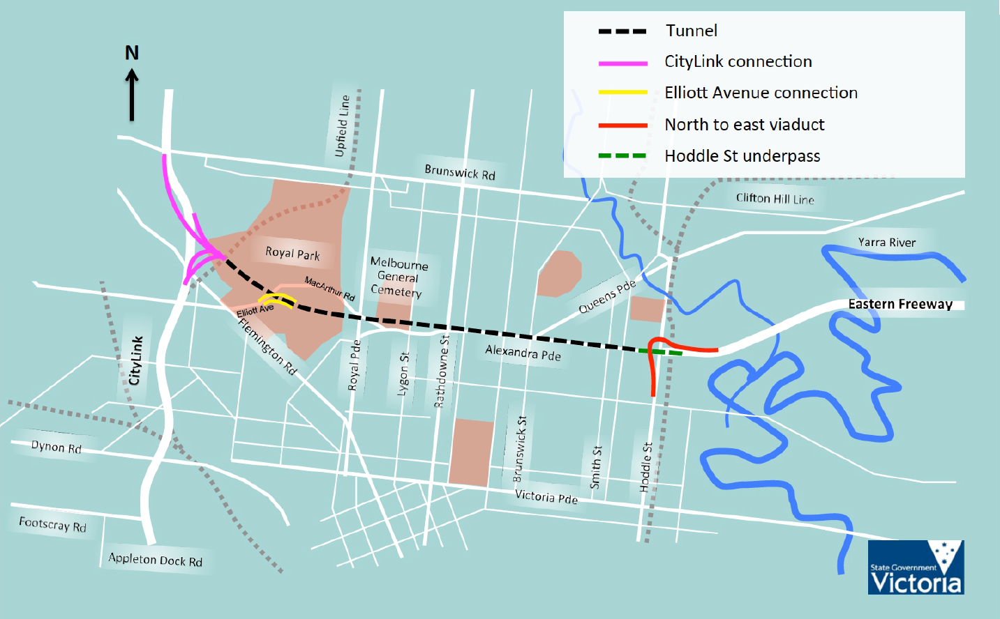 Tunnel
CityLink connection
Elliott Avenue connection
North to east viaduct
Hoddle St underpass
N
Upfield Line
Brunswick Rd
Clifton Hill Line
Yarra River
Royal Park
Melbourne
General
Cemetery
MacArthur Rd
Queens Pde
Eastern Freeway
Elliott Ave
Flemington Rd
CityLink
Royal Pde
Lygon St
Rathdowne St
Alexandra Pde
Brunswick St
Smith St
Hoddle St
Dynon Rd
Victoria Pde
Footscray Rd
Appleton Dock Rd
State Government
Victoria